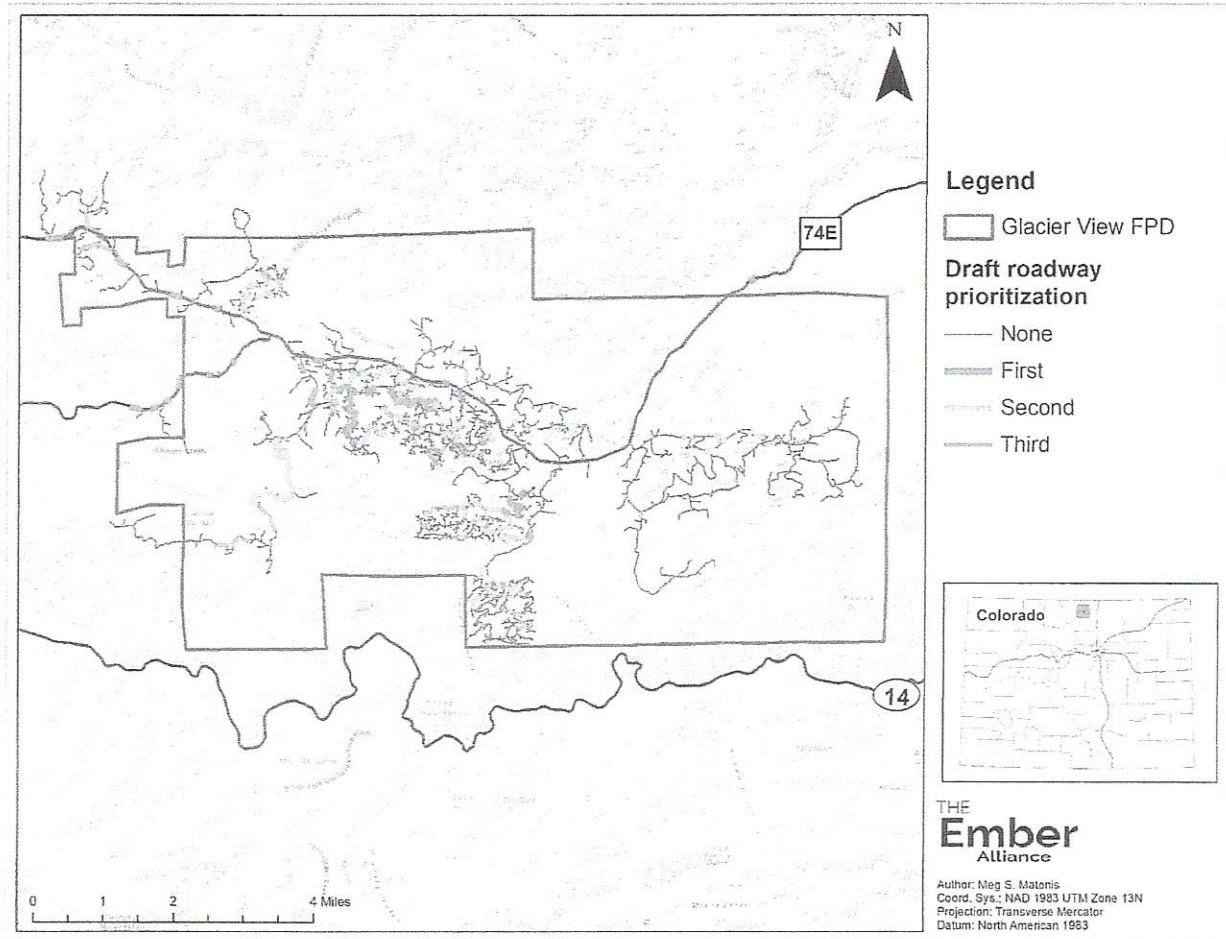 N
74E
14
0
1
2
4 Miles
Legend
Glacier View FPD
Draft roadway
prioritization
None
First
Second
Third
Colorado
THE
Ember
Alliance
Author: Meg S. Matonis
Coord. Sys.: NAD 1983 UTM Zone 13N
Projection: Transverse Mercator
Datum: North American 1983